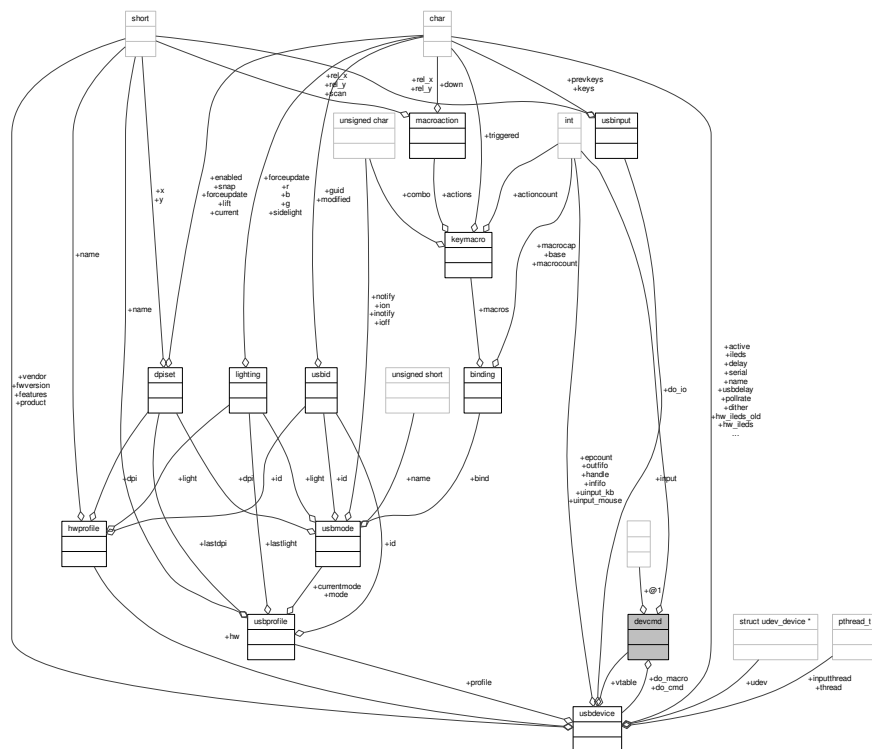 short
char
+rel_x
+rel_y
+scan
+rel_x
+rel_y
+down
+prevkeys
+keys
unsigned char
macroaction
int
usbinput
+triggered
+x
+y
+enabled
+snap
+forceupdate
+lift
+current
+forceupdate
+r
+b
+g
+sidelight
+guid
+modified
+combo
+actions
+actioncount
keymacro
+name
+macrocap
+base
+macrocount
+name
+notify
+ion
+inotify
+ioff
+macros
+vendor
+fwversion
+features
+product
dpiset
lighting
usbid
unsigned short
binding
+do_io
+active
+ileds
+delay
+serial
+name
+usbdelay
+pollrate
+dither
+hw_ileds_old
+hw_ileds
...
+epcount
+outfifo
+handle
+infifo
+uinput_kb
+uinput_mouse
+dpi
+light
+dpi
+id
+light
+id
+name
+bind
+input
hwprofile
usbmode
+lastdpi
+lastlight
+id
+currentmode
+mode
+@1
+hw
usbprofile
devcmd
struct udev_device *
pthread_t
+profile
+vtable
+do_macro
+do_cmd
+udev
+inputthread
+thread
usbdevice